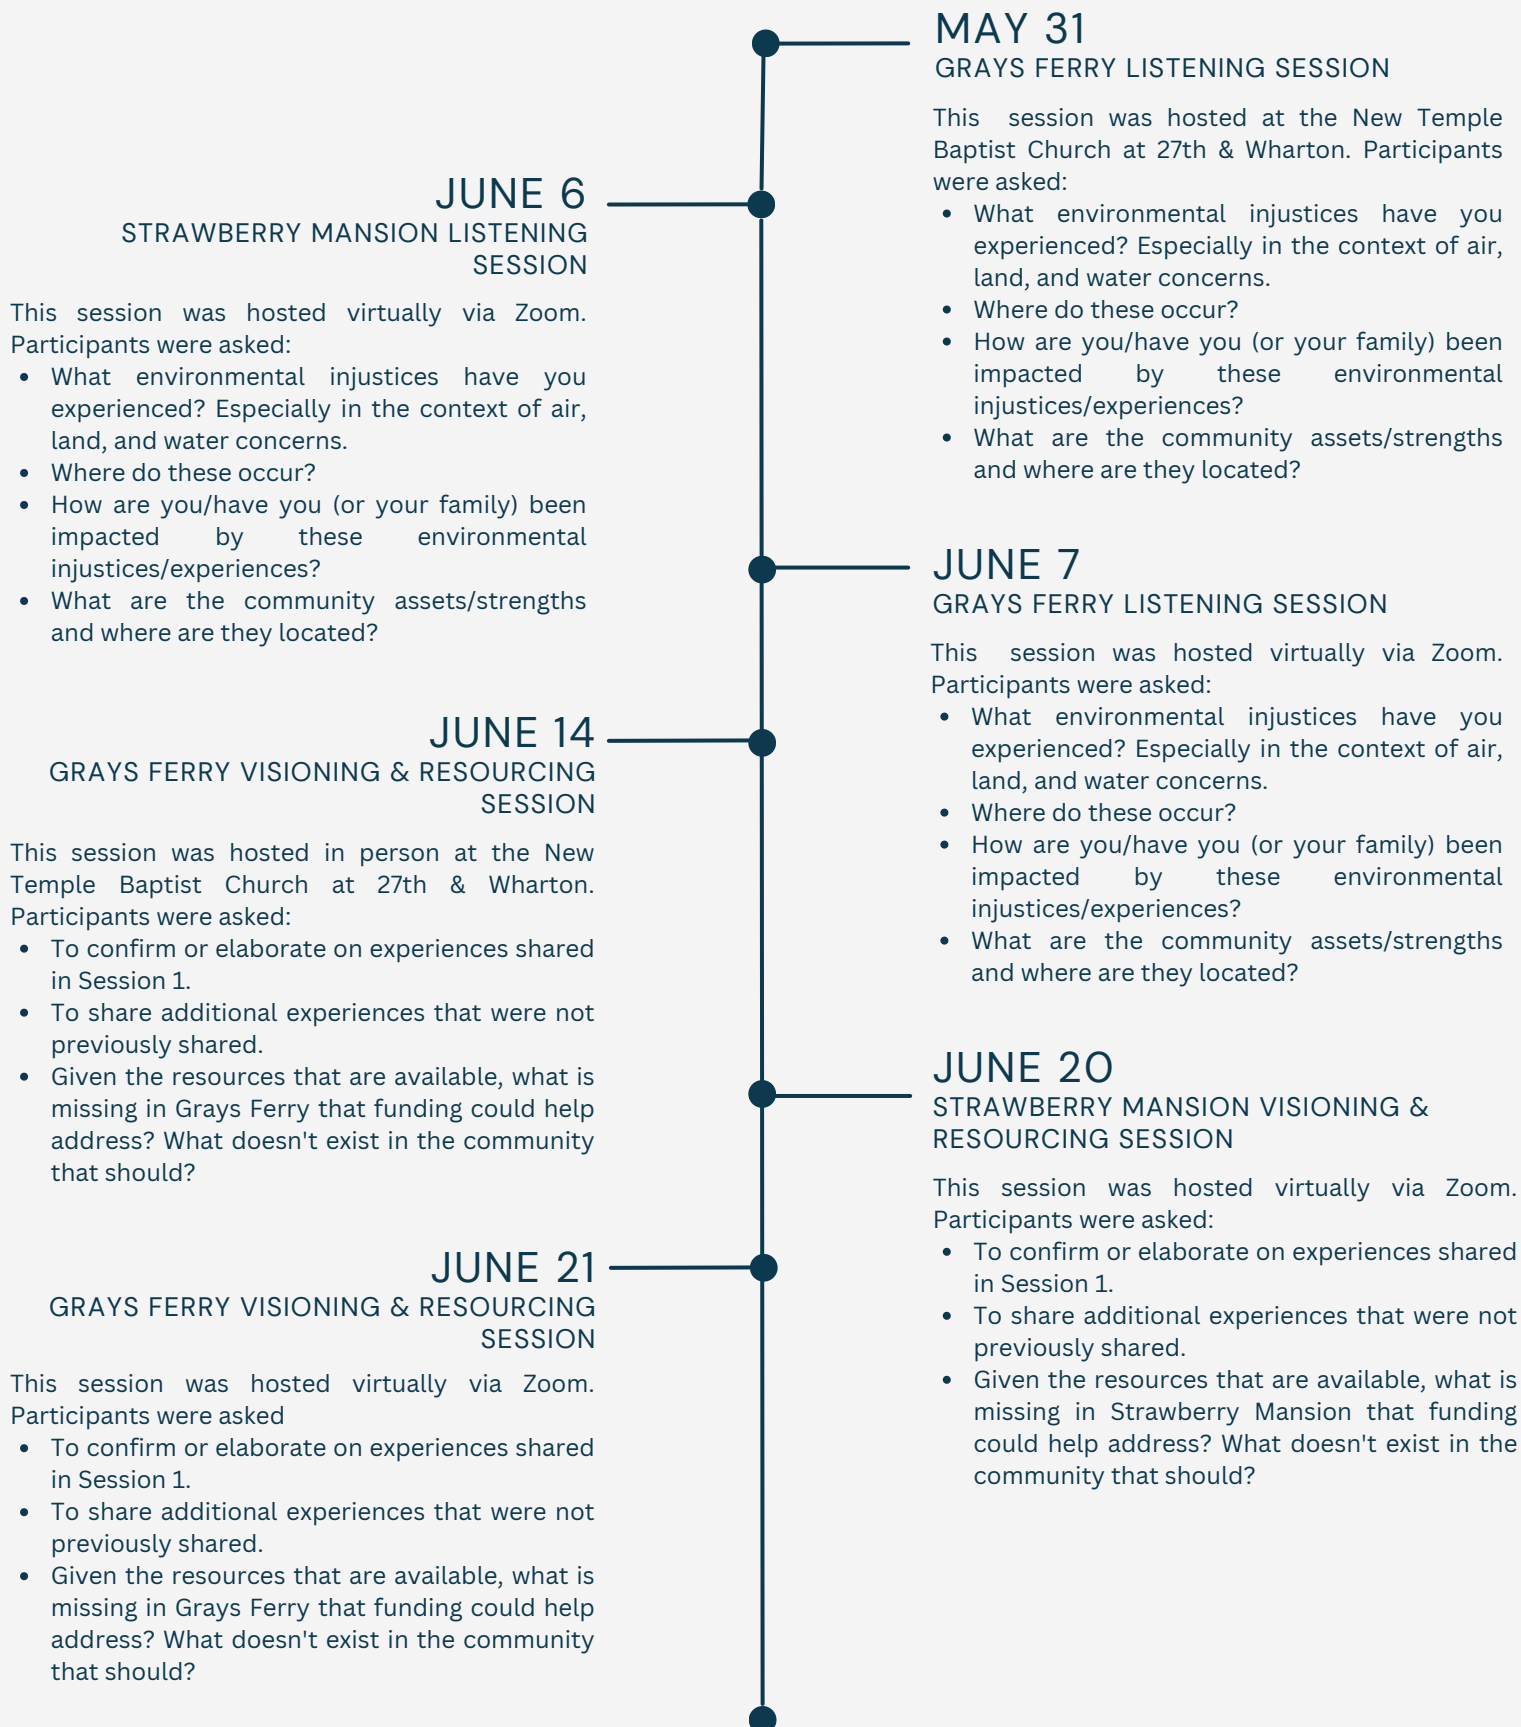 MAY 31
GRAYS FERRY LISTENING SESSION
This session was hosted at the New Temple
Baptist Church at 27th & Wharton. Participants
were asked:
• What environmental injustices have you
experienced? Especially in the context of air,
land, and water concerns.
• Where do these occur?
• How are you/have you (or your family) been
impacted by these environmental
injustices/experiences?
• What are the community assets/strengths
and where are they located?
JUNE 6
STRAWBERRY MANSION LISTENING
SESSION
This session was hosted virtually via Zoom.
Participants were asked:
• What environmental injustices have you
experienced? Especially in the context of air,
land, and water concerns.
• Where do these occur?
• How are you/have you (or your family) been
impacted by these environmental
injustices/experiences?
• What are the community assets/strengths
and where are they located?
JUNE 7
GRAYS FERRY LISTENING SESSION
This session was hosted virtually via Zoom.
Participants were asked:
• What environmental injustices have you
experienced? Especially in the context of air,
land, and water concerns.
• Where do these occur?
• How are you/have you (or your family) been
impacted by these environmental
injustices/experiences?
• What are the community assets/strengths
and where are they located?
JUNE 14
GRAYS FERRY VISIONING & RESOURCING
SESSION
This session was hosted in person at the New
Temple Baptist Church at 27th & Wharton.
Participants were asked:
• To confirm or elaborate on experiences shared
in Session 1.
• To share additional experiences that were not
previously shared.
• Given the resources that are available, what is
missing in Grays Ferry that funding could help
address? What doesn't exist in the community
that should?
JUNE 20
STRAWBERRY MANSION VISIONING &
RESOURCING SESSION
This session was hosted virtually via Zoom.
Participants were asked:
• To confirm or elaborate on experiences shared
in Session 1.
• To share additional experiences that were not
previously shared.
• Given the resources that are available, what is
missing in Strawberry Mansion that funding
could help address? What doesn't exist in the
community that should?
JUNE 21
GRAYS FERRY VISIONING & RESOURCING
SESSION
This session was hosted virtually via Zoom.
Participants were asked
• To confirm or elaborate on experiences shared
in Session 1.
• To share additional experiences that were not
previously shared.
• Given the resources that are available, what is
missing in Grays Ferry that funding could help
address? What doesn't exist in the community
that should?